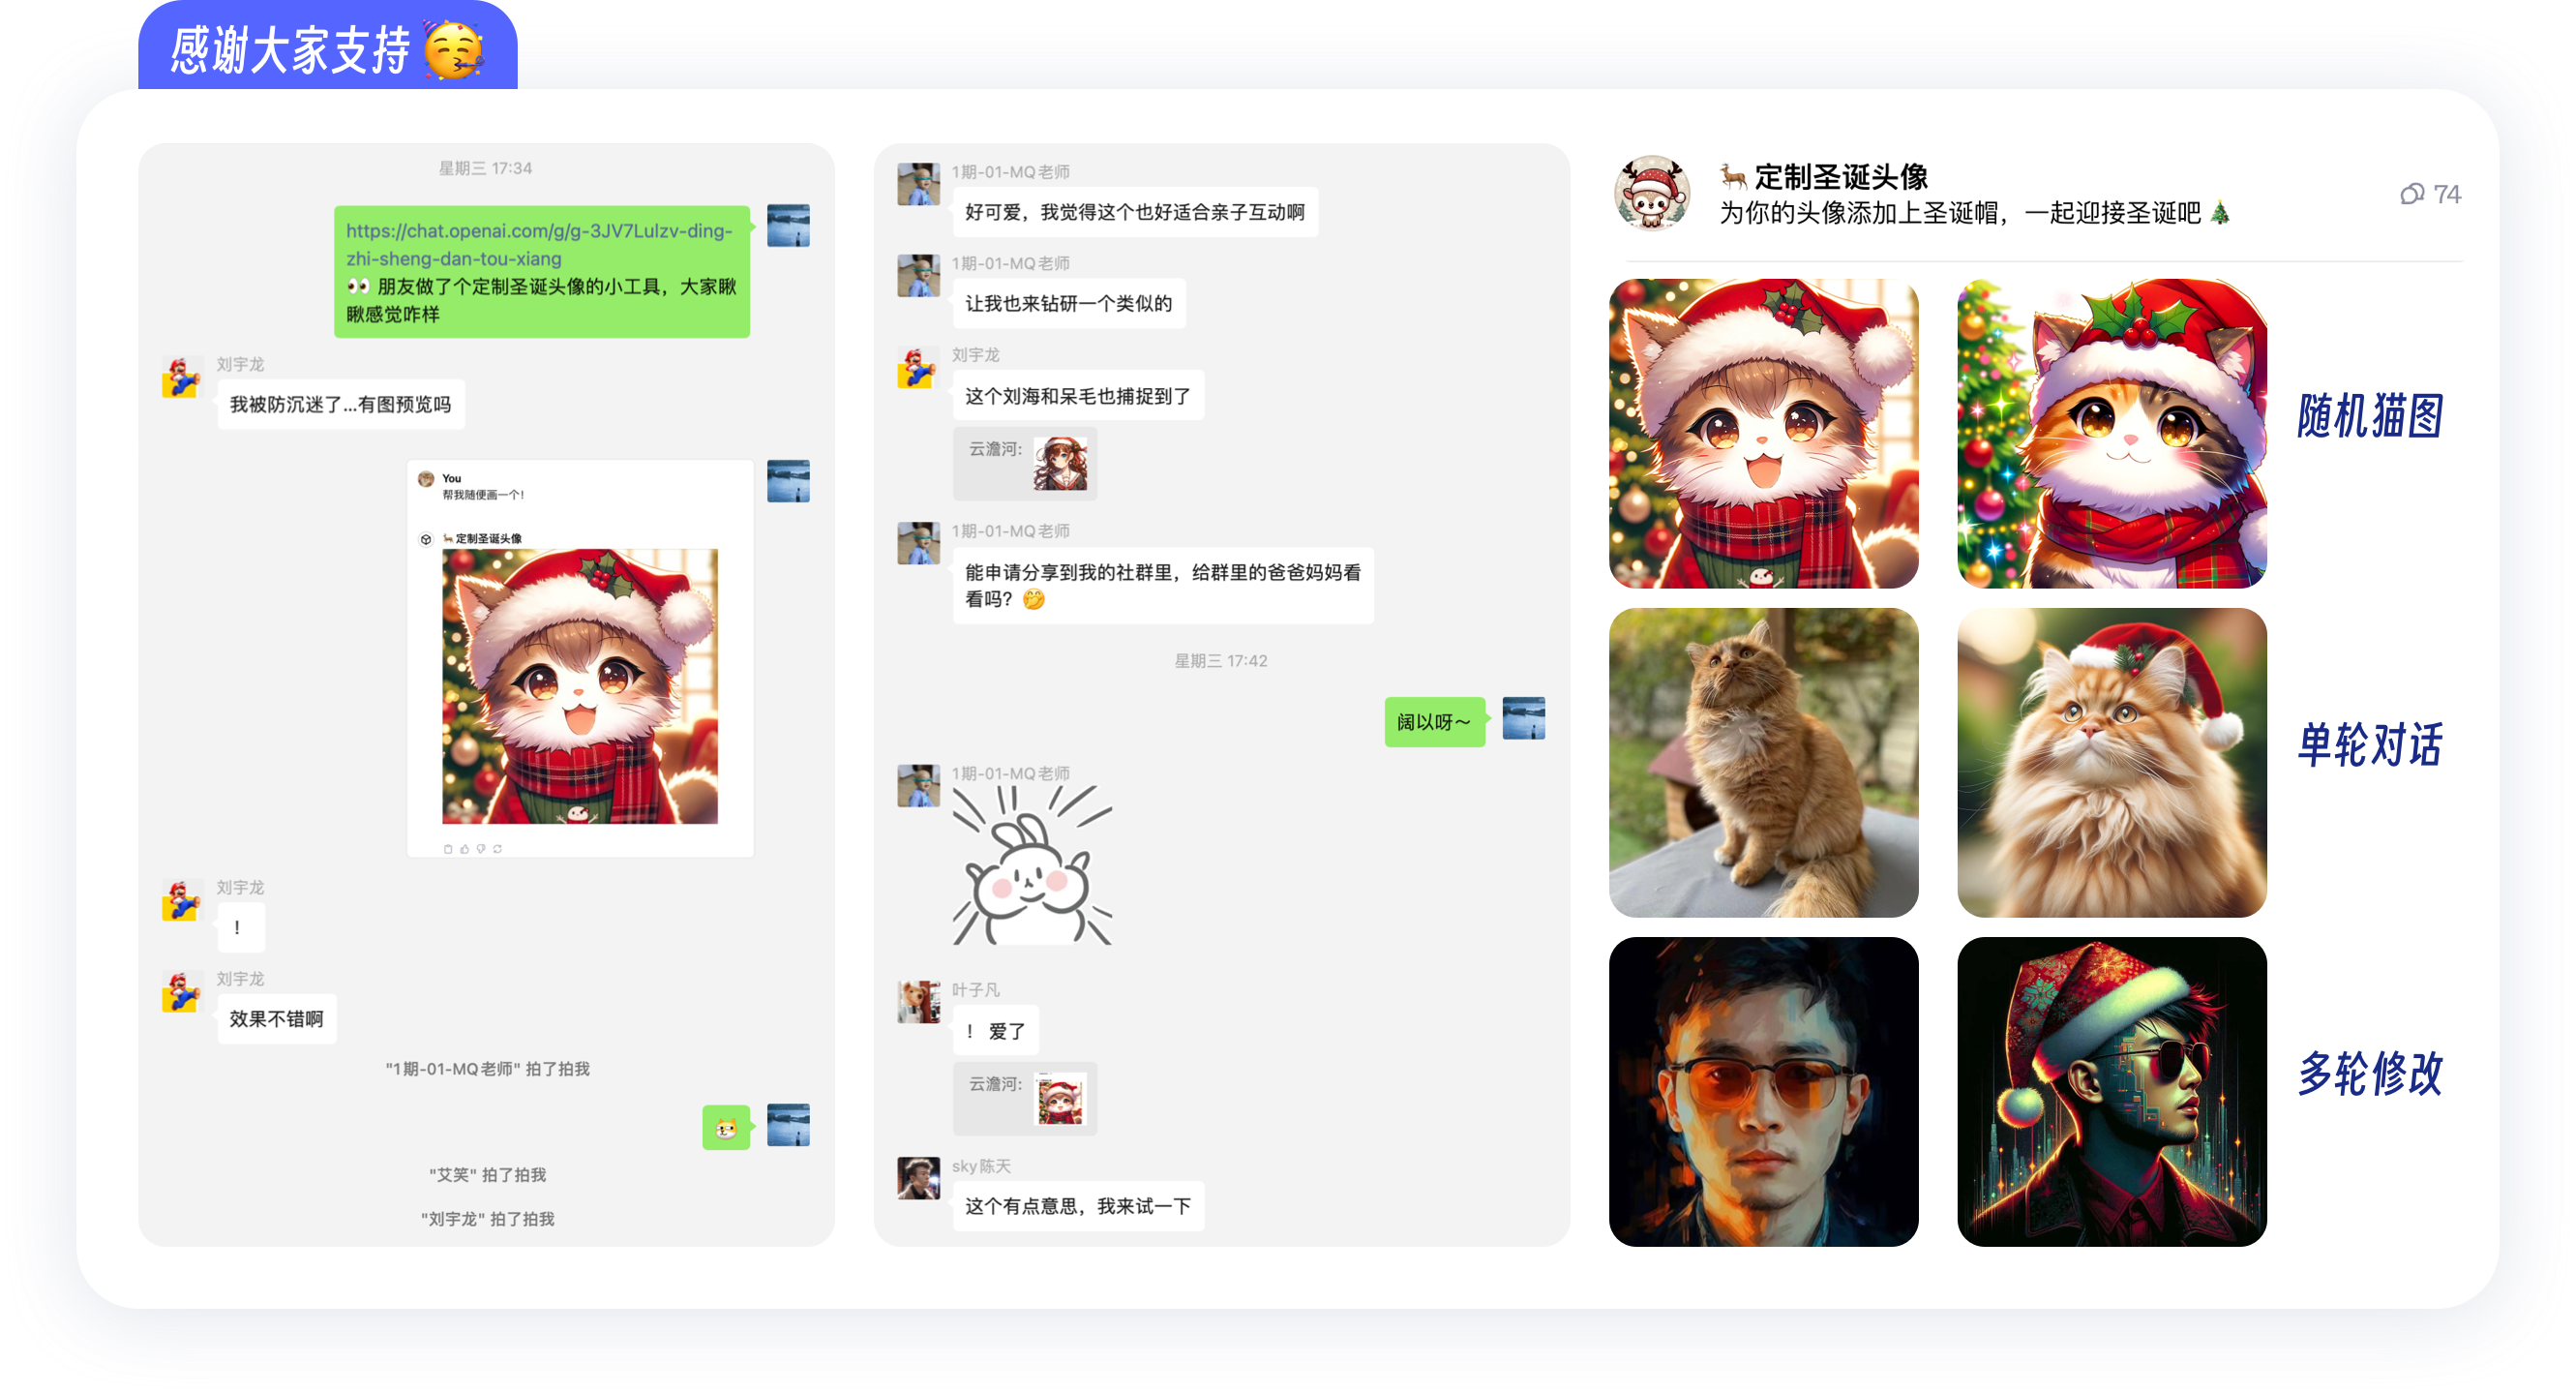 感谢大家支持 🥳
星期三 17:34
https://chat.openai.com/g/g-3JV7Lulzv-ding-
zhi-sheng-dan-tou-xiang
👀 朋友做了个定制圣诞头像的小工具，大家瞅
瞅感觉咋样
刘宇龙
我被防沉迷了...有图预览吗
You
帮我随便画一个！
🦌 定制圣诞头像
刘宇龙
！
刘宇龙
效果不错啊
"1期-01-MQ老师" 拍了拍我
"艾笑" 拍了拍我
"刘宇龙" 拍了拍我
1期-01-MQ老师
好可爱，我觉得这个也好适合亲子互动啊
1期-01-MQ老师
让我也来钻研一个类似的
刘宇龙
这个刘海和呆毛也捕捉到了
云澹河:
1期-01-MQ老师
能申请分享到我的社群里，给群里的爸爸妈妈看
看吗？🤭
星期三 17:42
阔以呀～
1期-01-MQ老师
叶子凡
！ 爱了
云澹河:
sky陈天
这个有点意思，我来试一下
🦌 定制圣诞头像
为你的头像添加上圣诞帽，一起迎接圣诞吧 🎄
74
随机猫图
单轮对话
多轮修改